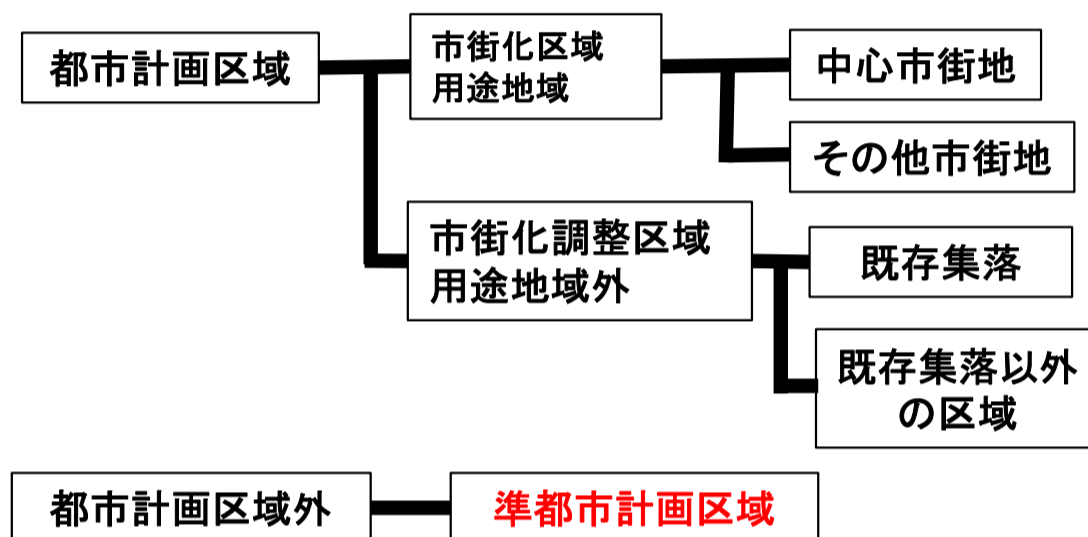 都市計画区域
市街化区域
用途地域
中心市街地
その他市街地
市街化調整区域
用途地域外
既存集落
既存集落以外
の区域
都市計画区域外
準都市計画区域